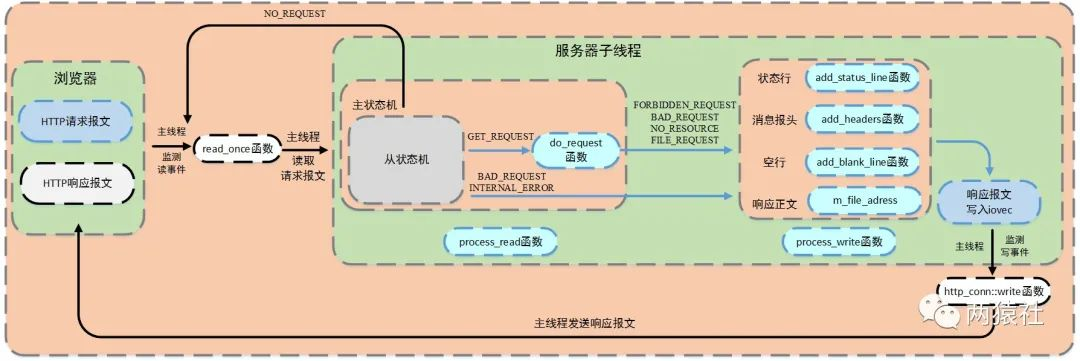 NO_REQUEST
服务器子线程
浏览器
HTTP请求报文
HTTP响应报文
主线程
监测
读事件
read_once函数
主线程
读取
请求报文
主状态机
从状态机
GET_REQUEST
do_request
函数
BAD_REQUEST
INTERNAL_ERROR
FORBIDDEN_REQUEST
BAD_REQUEST
NO_RESOURCE
FILE_REQUEST
状态行
add_status_line函数
消息报头
add_headers函数
空行
add_blank_line函数
响应正文
m_file_adress
响应报文
写入iovec
process_read函数
process_write函数
主线程
监测
写事件
http_conn::write函数
主线程发送响应报文
两猿社